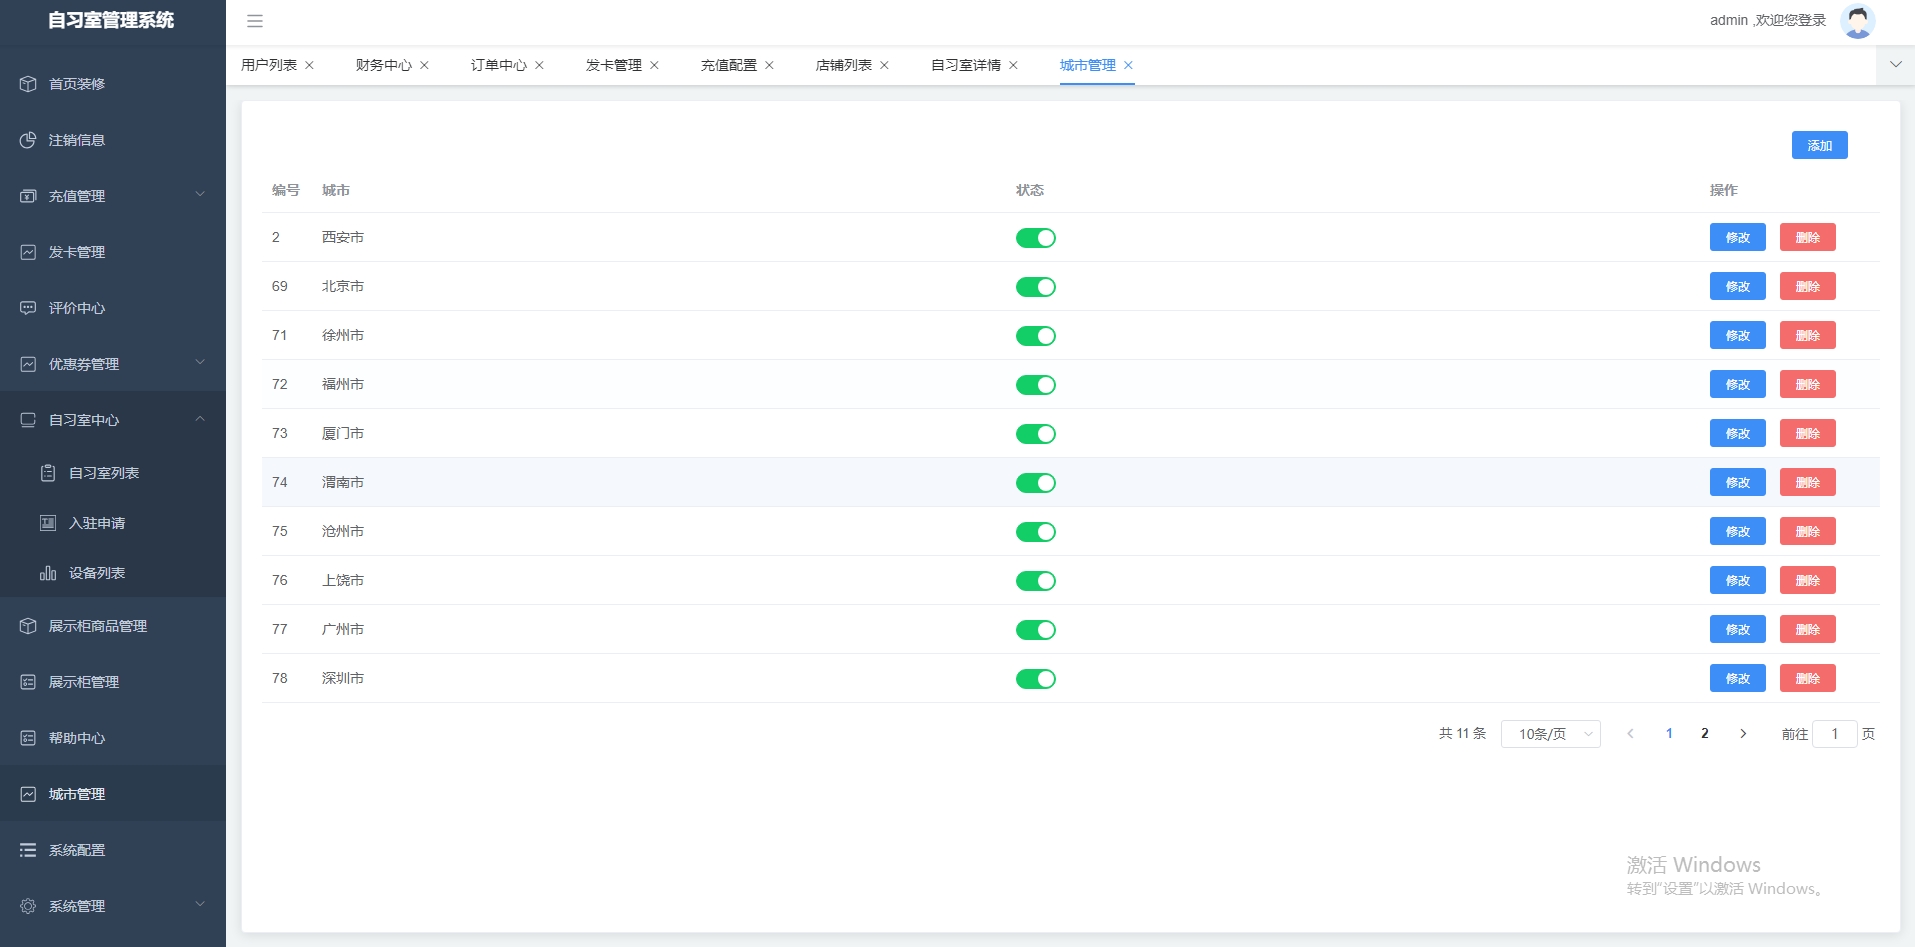 自习室管理系统
admin ,欢迎您登录
用户列表 财务中心 订单中心 发卡管理 充值配置 店铺列表 自习室详情 城市管理
首页装修
注销信息
充值管理
发卡管理
评价中心
优惠券管理
自习室中心
自习室列表
入驻申请
设备列表
展示柜商品管理
展示柜管理
帮助中心
城市管理
系统配置
系统管理
添加
编号 城市 状态 操作
2 西安市 修改 删除
69 北京市 修改 删除
71 徐州市 修改 删除
72 福州市 修改 删除
73 厦门市 修改 删除
74 渭南市 修改 删除
75 沧州市 修改 删除
76 上饶市 修改 删除
77 广州市 修改 删除
78 深圳市 修改 删除
共 11 条 10条/页 1 2 前往 1 页
激活 Windows
转到"设置"以激活 Windows。